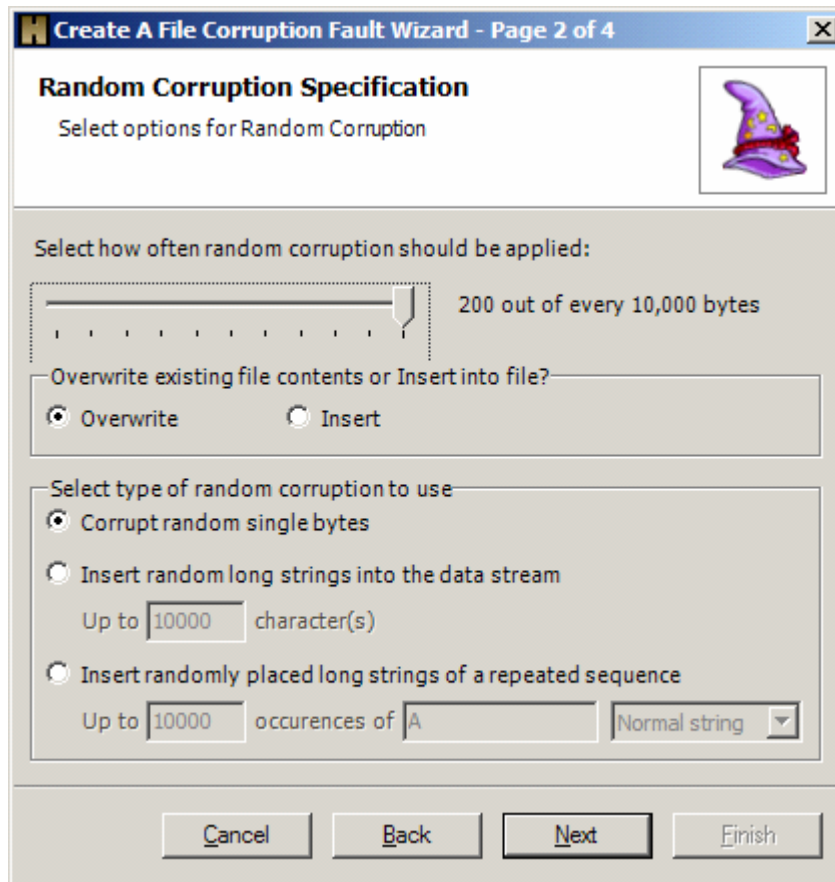 Create A File Corruption Fault Wizard - Page 2 of 4
Random Corruption Specification
Select options for Random Corruption
Select how often random corruption should be applied:
200 out of every 10,000 bytes
Overwrite existing file contents or Insert into file?
Overwrite Insert
Select type of random corruption to use
Corrupt random single bytes
Insert random long strings into the data stream
Up to 10000 character(s)
Insert randomly placed long strings of a repeated sequence
Up to 10000 occurences of A Normal string
Cancel Back Next Finish